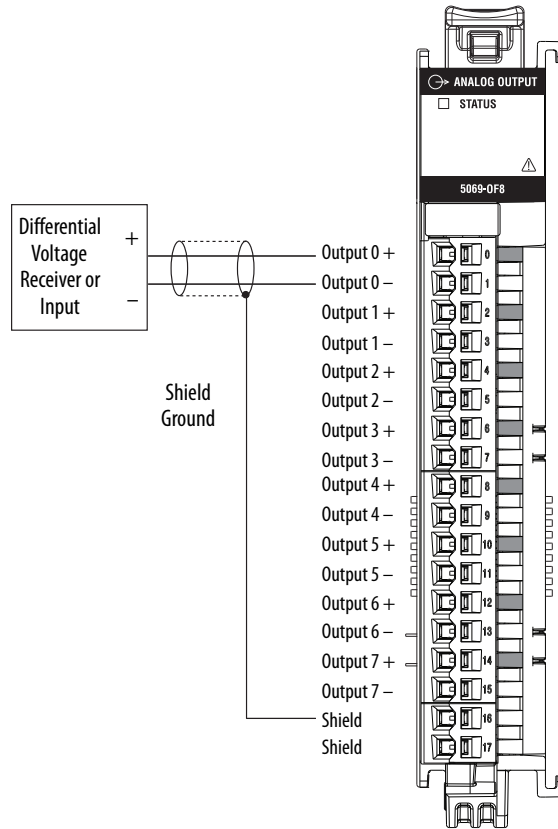 ANALOG OUTPUT
STATUS
5069-OF8
Differential
Voltage
Receiver or
Input
+
−
Shield
Ground
Output 0 +
Output 0 −
Output 1 +
Output 1 −
Output 2 +
Output 2 −
Output 3 +
Output 3 −
Output 4 +
Output 4 −
Output 5 +
Output 5 −
Output 6 +
Output 6 −
Output 7 +
Output 7 −
Shield
Shield
0
1
2
3
4
5
6
7
8
9
10
11
12
13
14
15
16
17